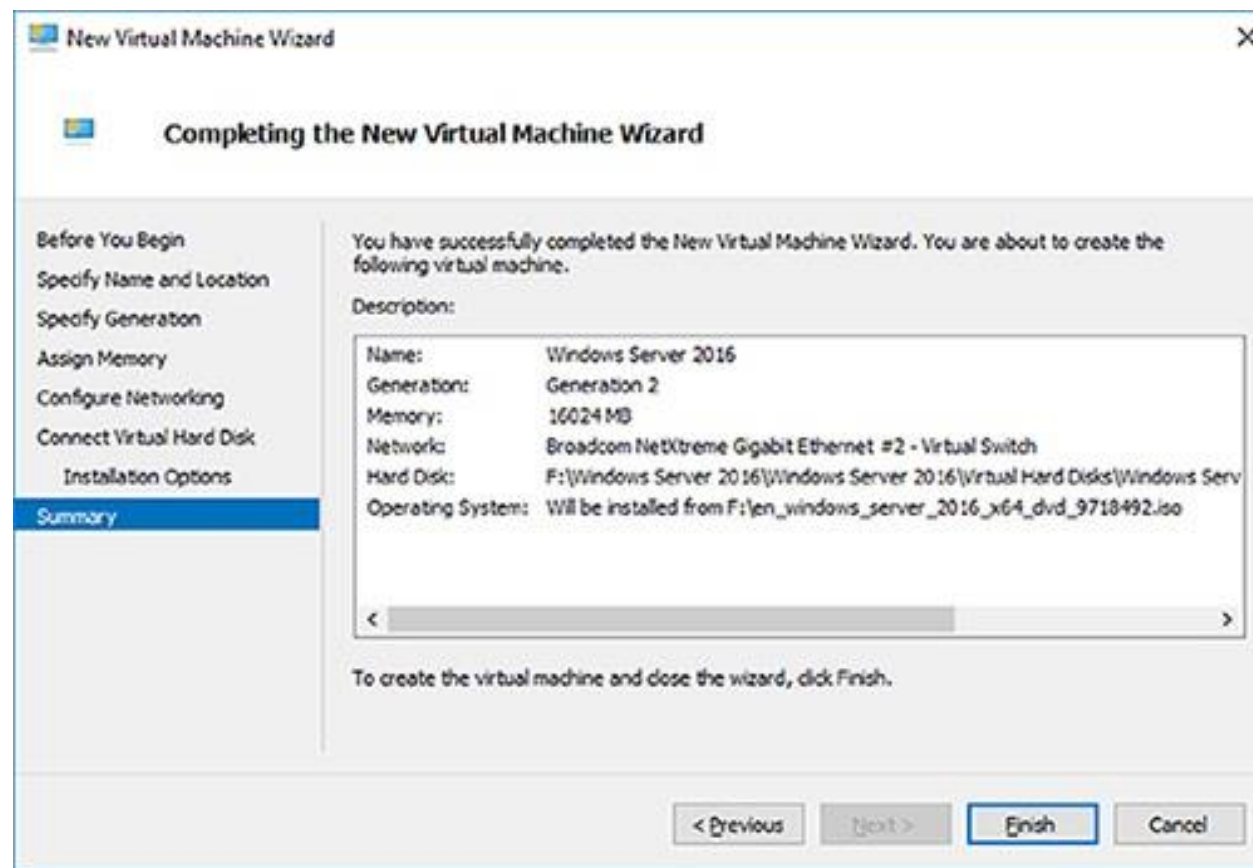 New Virtual Machine Wizard
Completing the New Virtual Machine Wizard
Before You Begin
Specify Name and Location
Specify Generation
Assign Memory
Configure Networking
Connect Virtual Hard Disk
Installation Options
Summary
You have successfully completed the New Virtual Machine Wizard. You are about to create the
following virtual machine.
Description:
Name: Windows Server 2016
Generation: Generation 2
Memory: 16024 MB
Network: Broadcom NetXtreme Gigabit Ethernet #2 - Virtual Switch
Hard Disk: F:\Windows Server 2016\Windows Server 2016\Virtual Hard Disks\Windows Serv
Operating System: Will be installed from F:\en_windows_server_2016_x64_dvd_9718492.iso
To create the virtual machine and close the wizard, click Finish.
< Previous Next > Finish Cancel